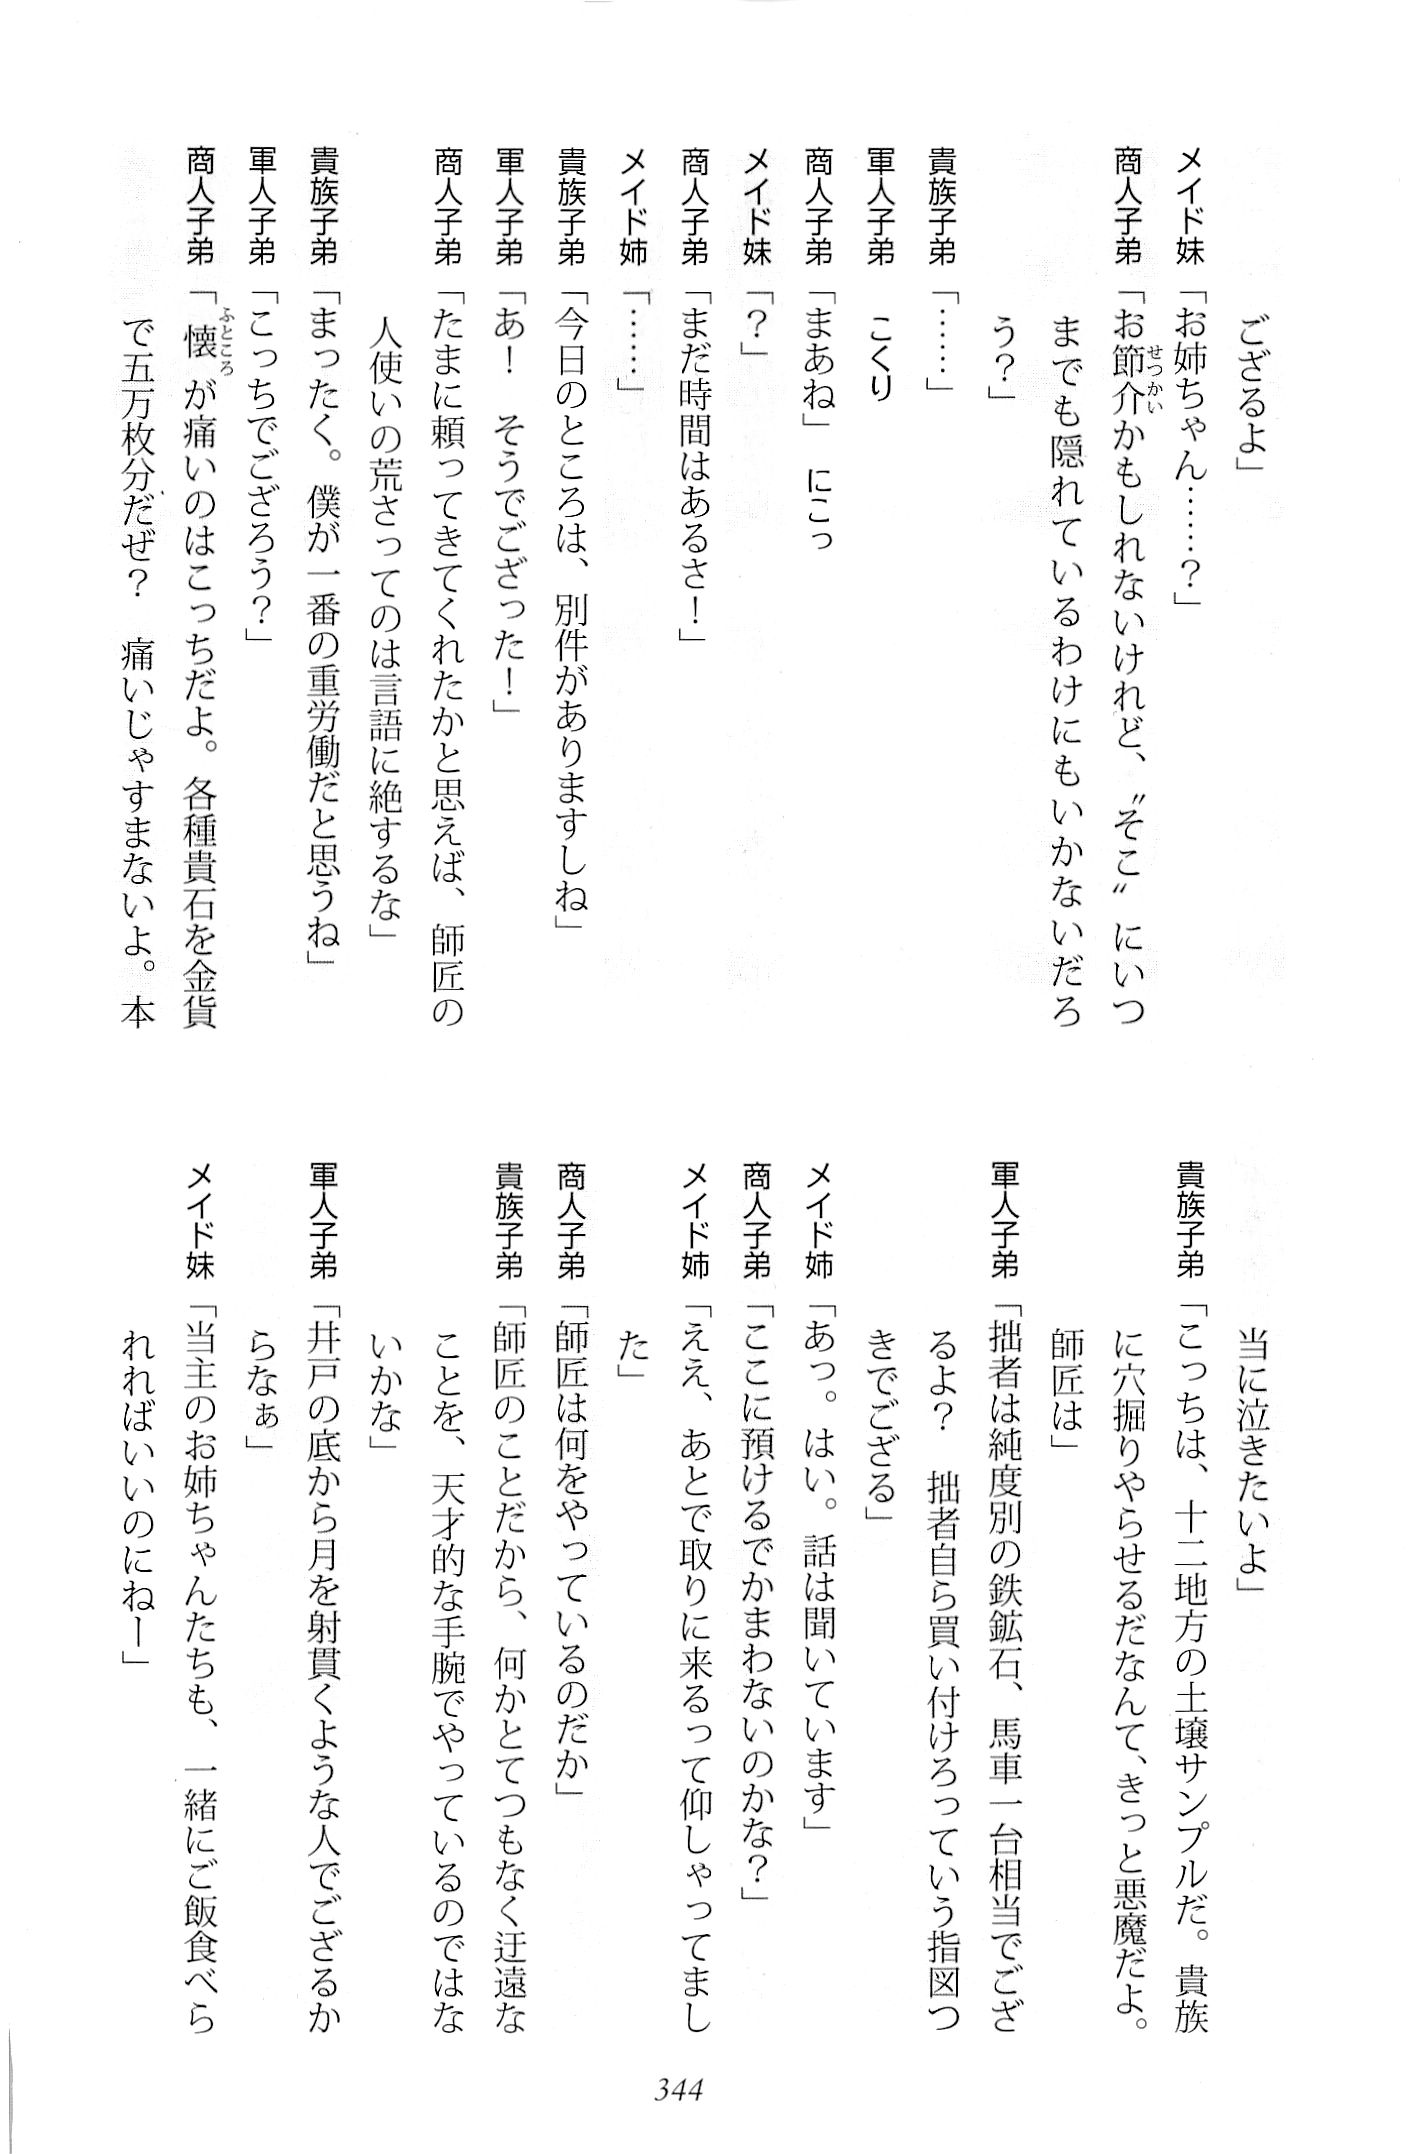 ござるよ」
メイド妹「お姉ちゃん……？」
商人子弟「お節介かもしれないけれど、〝そこ〟にいつ
までも隠れているわけにもいかないだろ
う？」
貴族子弟「……」
軍人子弟　こくり
商人子弟「まあね」　にこっ
メイド妹「？」
商人子弟「まだ時間はあるさ！」
メイド姉「……」
貴族子弟「今日のところは、別件がありますしね」
軍人子弟「あ！　そうでござった！」
商人子弟「たまに頼ってきてくれたかと思えば、師匠の
人使いの荒さってのは言語に絶するな」
貴族子弟「まったく。僕が一番の重労働だと思うね」
軍人子弟「こっちでござろう？」
商人子弟「懐が痛いのはこっちだよ。各種貴石を金貨
で五万枚分だぜ？　痛いじゃすまないよ。本
当に泣きたいよ」
貴族子弟「こっちは、十二地方の土壌サンプルだ。貴族
に穴掘りやらせるだなんて、きっと悪魔だよ。
師匠は」
軍人子弟「拙者は純度別の鉄鉱石、馬車一台相当でござ
るよ？　拙者自ら買い付けろっていう指図つ
きでござる」
メイド姉「あっ。はい。話は聞いています」
商人子弟「ここに預けるでかまわないのかな？」
メイド姉「ええ、あとで取りに来るって仰しゃってまし
た」
商人子弟「師匠は何をやっているのだか」
貴族子弟「師匠のことだから、何かとてつもなく迂遠な
ことを、天才的な手腕でやっているのではな
いかな」
軍人子弟「井戸の底から月を射貫くような人でござるか
らなぁ」
メイド妹「当主のお姉ちゃんたちも、一緒にご飯食べら
れればいいのにねー」
344